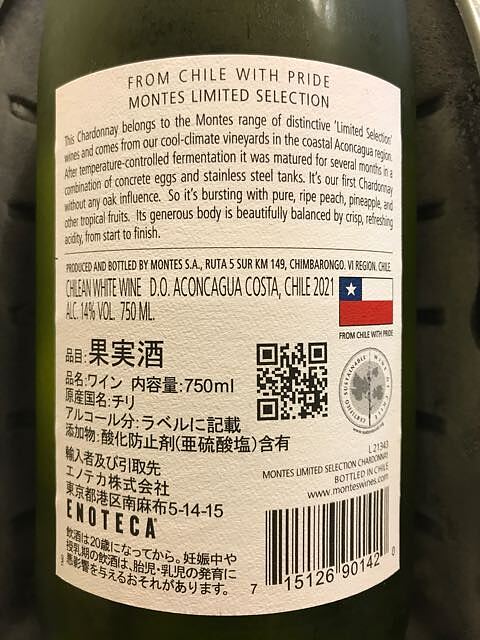 FROM CHILE WITH PRIDE
MONTES LIMITED SELECTION
This Chardonnay belongs to the Montes range of distinctive 'Limited Selection'
wines and comes from our cool-climate vineyards in the coastal Aconcagua region.
After temperature-controlled fermentation it was matured for several months in a
combination of concrete eggs and stainless steel tanks. It's our first Chardonnay
without any oak influence. So it's bursting with pure, ripe peach, pineapple, and
other tropical fruits. Its generous body is beautifully balanced by crisp, refreshing
acidity, from start to finish.
PRODUCED AND BOTTLED BY MONTES S.A., RUTA 5 SUR KM 149, CHIMBARONGO. VI REGION. CHILE.
CHILEAN WHITE WINE D.O. ACONCAGUA COSTA, CHILE 2021
ALC. 14% VOL. 750 ML.
FROM CHILE WITH PRIDE
品目:果実酒
品名:ワイン 内容量:750ml
原産国名:チリ
アルコール分:ラベルに記載
添加物:酸化防止剤(亜硫酸塩)含有
輸入者及び引取先
エノテカ株式会社
東京都港区南麻布5-14-15
ENOTECA
飲酒は20歳になってから。妊娠中や
授乳期の飲酒は、胎児・乳児の発育に
悪影響を与えるおそれがあります。
CERTIFIED SUSTAINABLE WINE OF CHILE
L 21343
MONTES LIMITED SELECTION CHARDONNAY
BOTTLED IN CHILE
www.monteswines.com
7 15126 90142 0